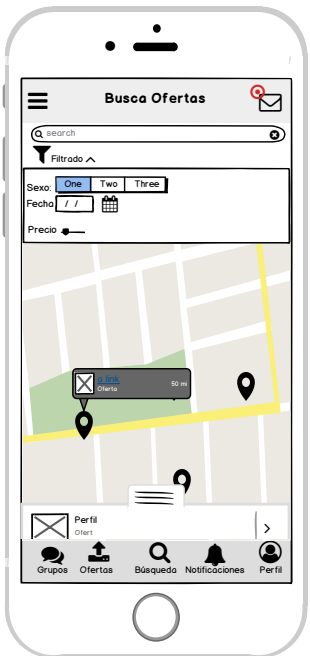 Busca Ofertas
search
Filtrado
Sexo: One Two Three
Fecha / /
Precio
a link
Oferta
50 mi
Perfil
Ofert
Grupos Ofertas Búsqueda Notificaciones Perfil